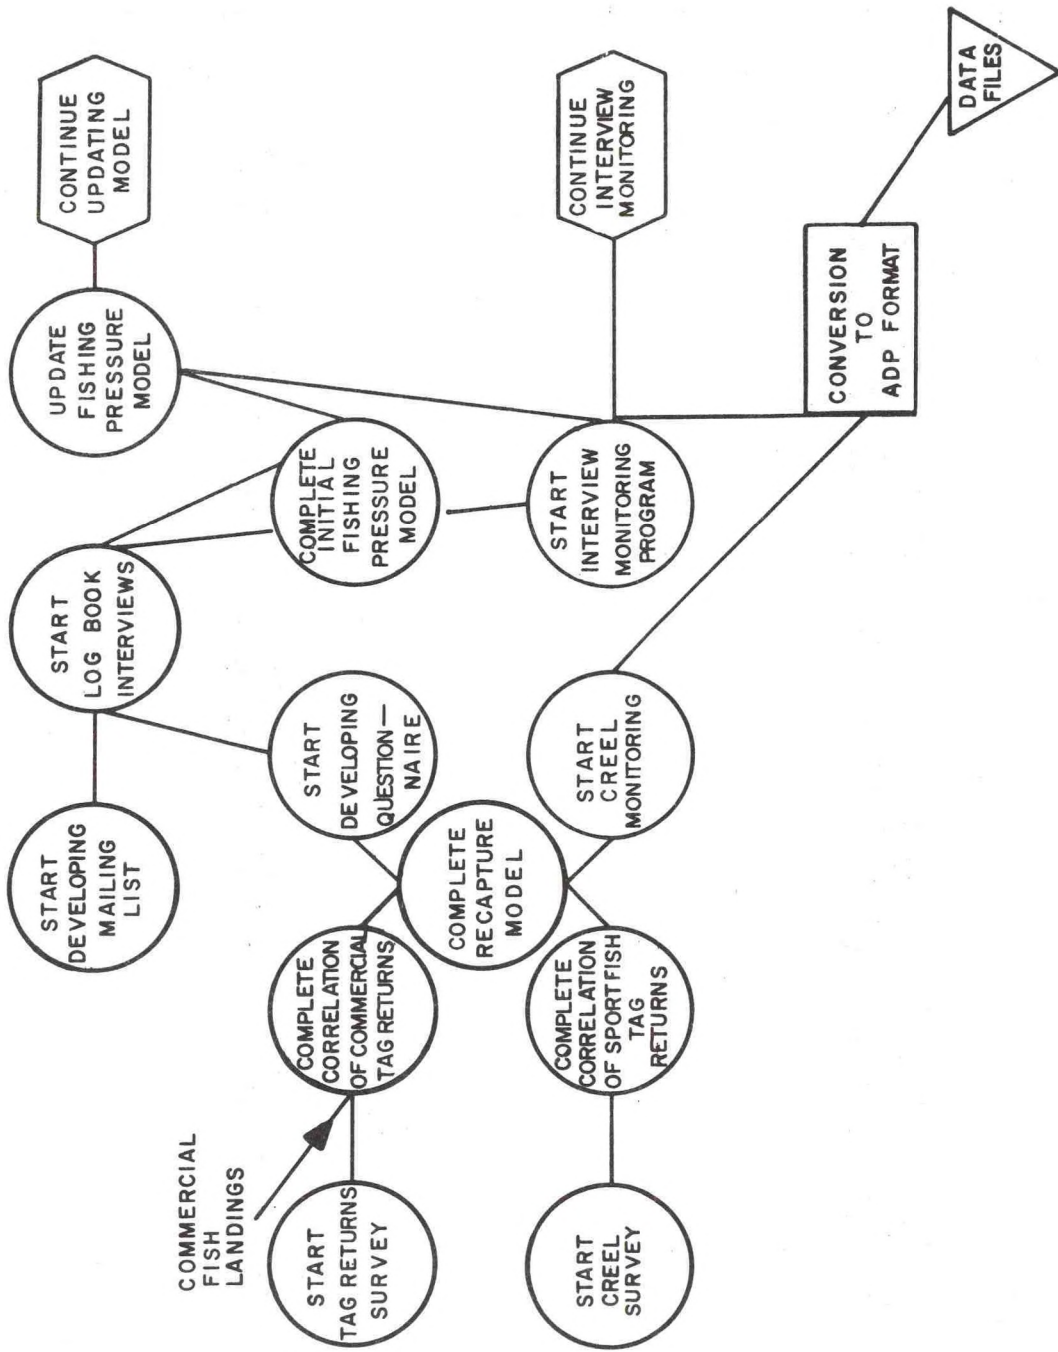 START
DEVELOPING
MAILING
LIST
START
LOG BOOK
INTERVIEWS
UPDATE
FISHING
PRESSURE
MODEL
CONTINUE
UPDATING
MODEL
COMMERCIAL
FISH
LANDINGS
START
TAG RETURNS
SURVEY
COMPLETE
CORRELATION
OF COMMERCIAL
TAG RETURNS
START
DEVELOPING
QUESTION—
NAIRE
COMPLETE
INITIAL
FISHING
PRESSURE
MODEL
COMPLETE
RECAPTURE
MODEL
START
CREEL
SURVEY
COMPLETE
CORRELATION
OF SPORTFISH
TAG
RETURNS
START
CREEL
MONITORING
START
INTERVIEW
MONITORING
PROGRAM
CONTINUE
INTERVIEW
MONITORING
CONVERSION
TO
ADP FORMAT
DATA
FILES